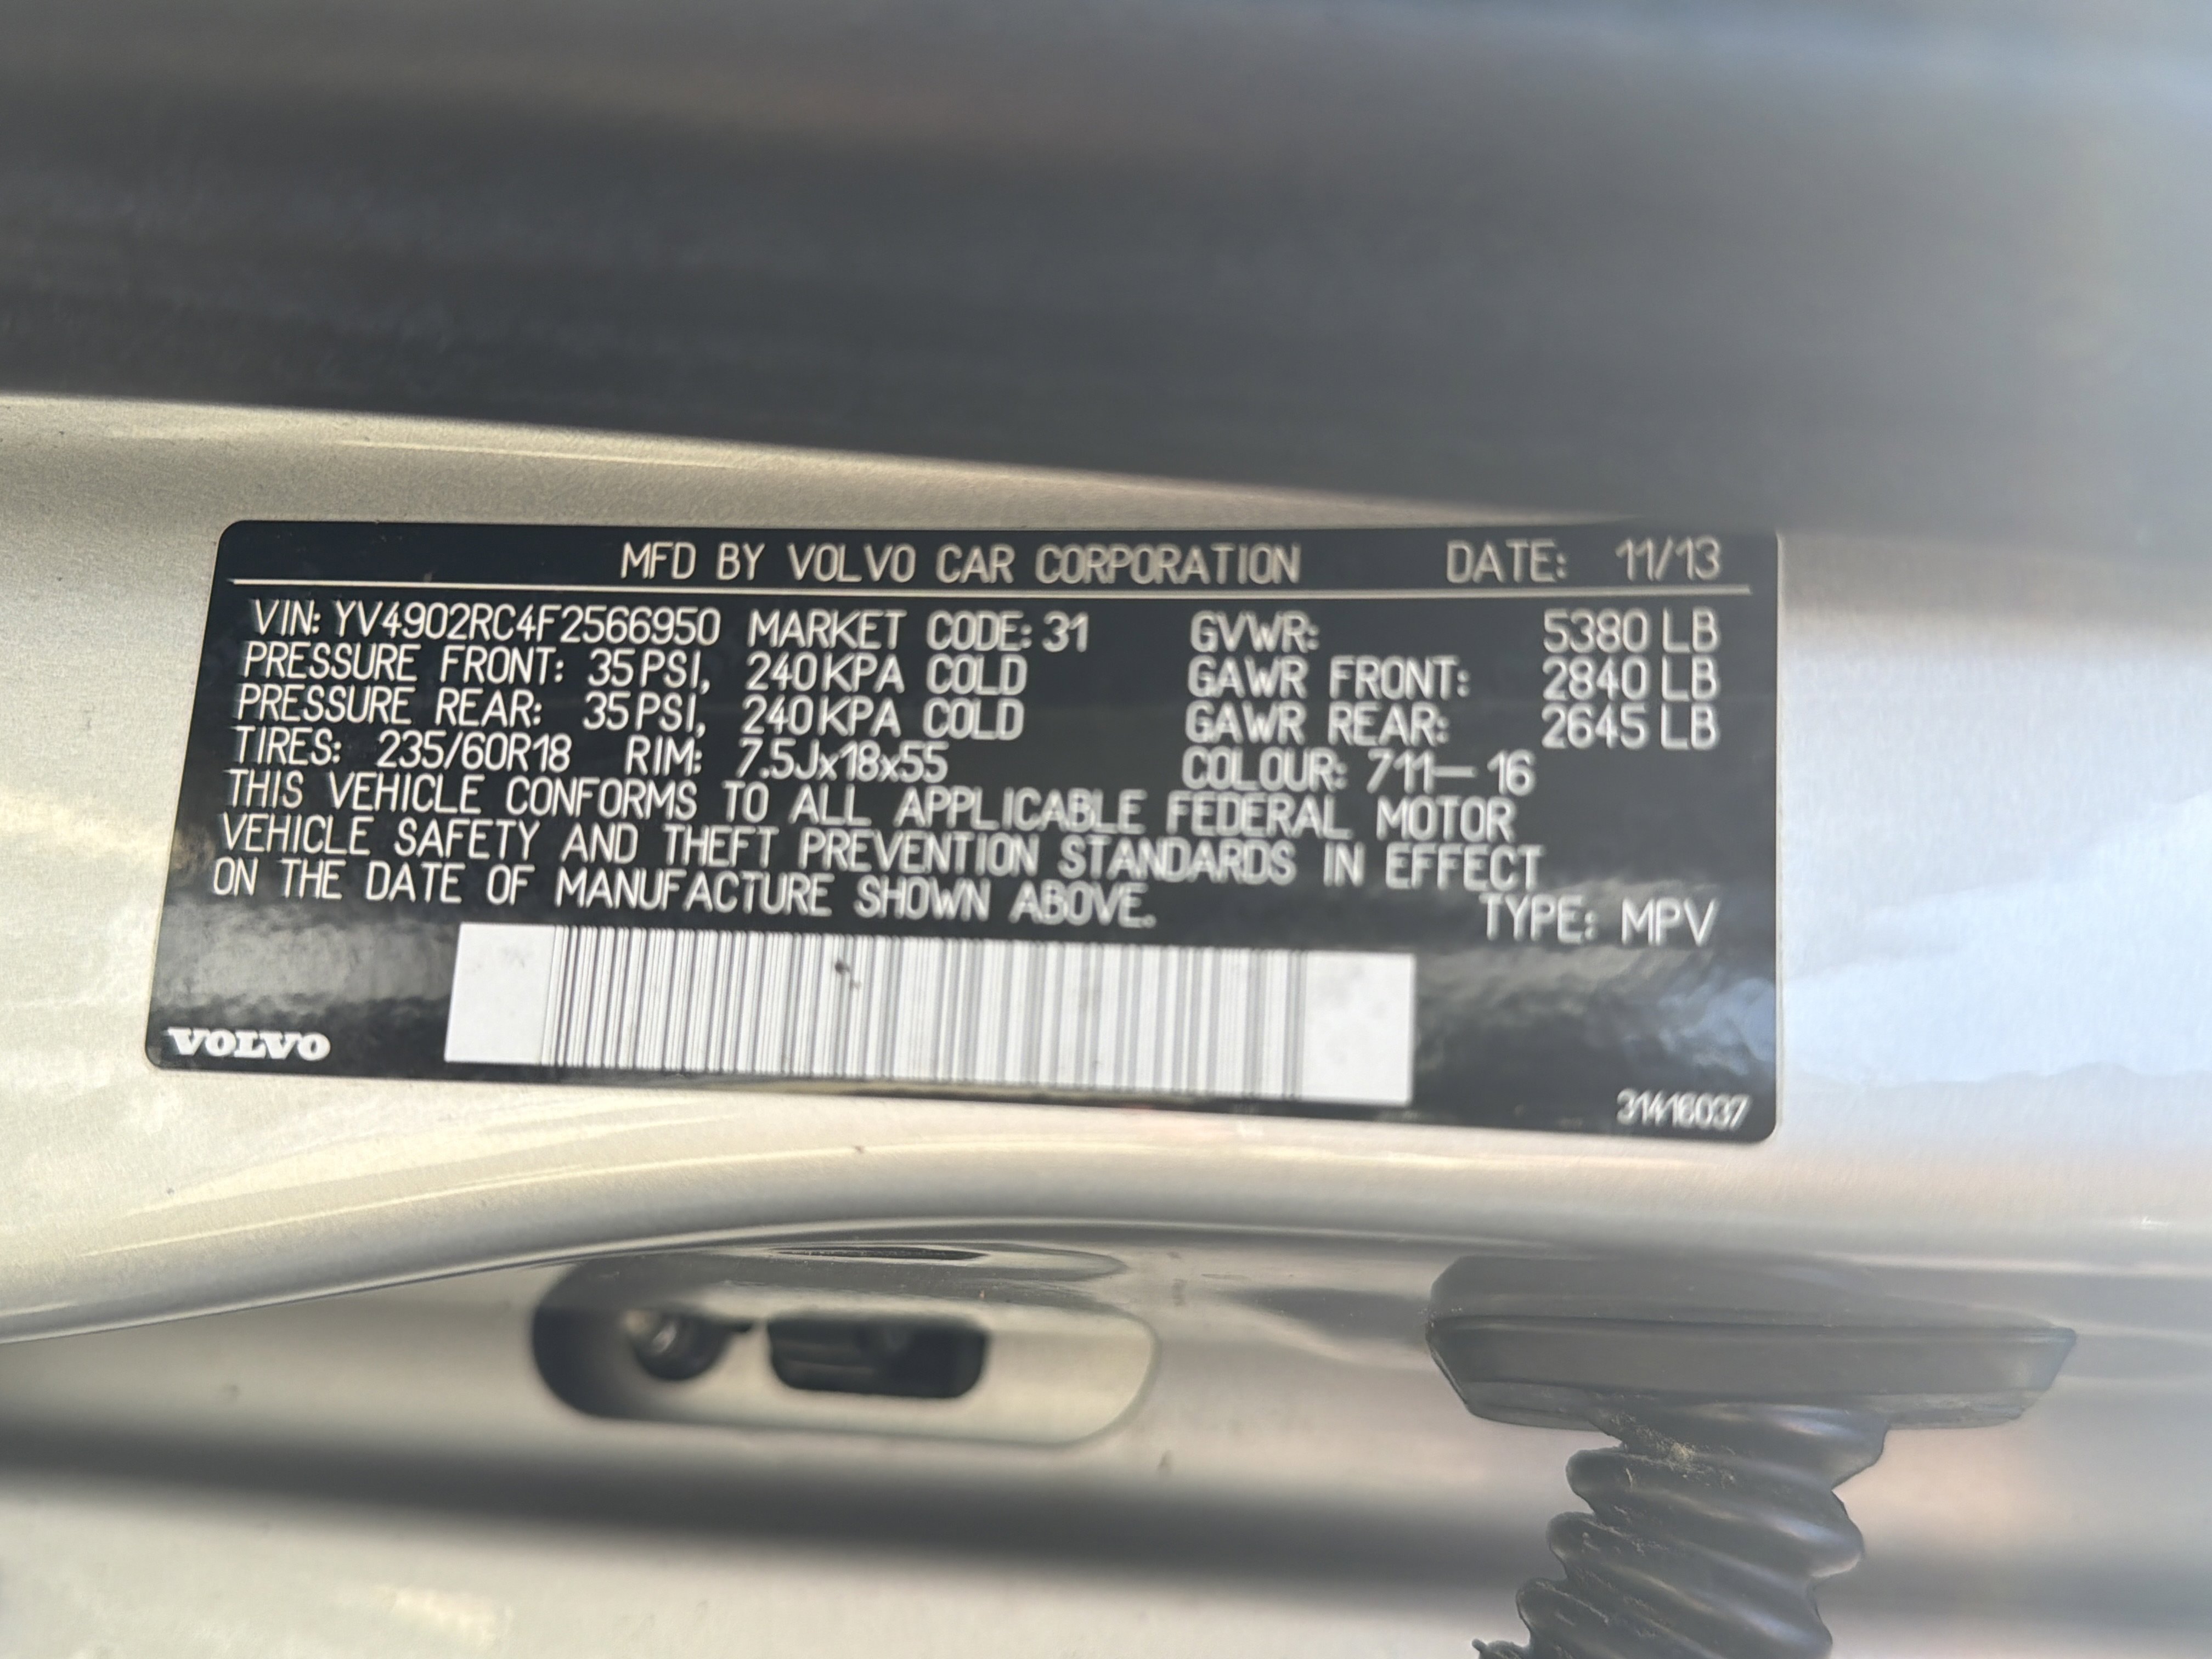 MFD BY VOLVO CAR CORPORATION DATE: 11/13
VIN: YV4902RC4F2566950 MARKET CODE: 31 GVWR: 5380 LB
PRESSURE FRONT: 35 PSI, 240 KPA COLD GAWR FRONT: 2840 LB
PRESSURE REAR: 35 PSI, 240 KPA COLD GAWR REAR: 2645 LB
TIRES: 235/60R18 RIM: 7.5Jx18x55 COLOUR: 711-16
THIS VEHICLE CONFORMS TO ALL APPLICABLE FEDERAL MOTOR
VEHICLE SAFETY AND THEFT PREVENTION STANDARDS IN EFFECT
ON THE DATE OF MANUFACTURE SHOWN ABOVE.
TYPE: MPV
VOLVO
31416037